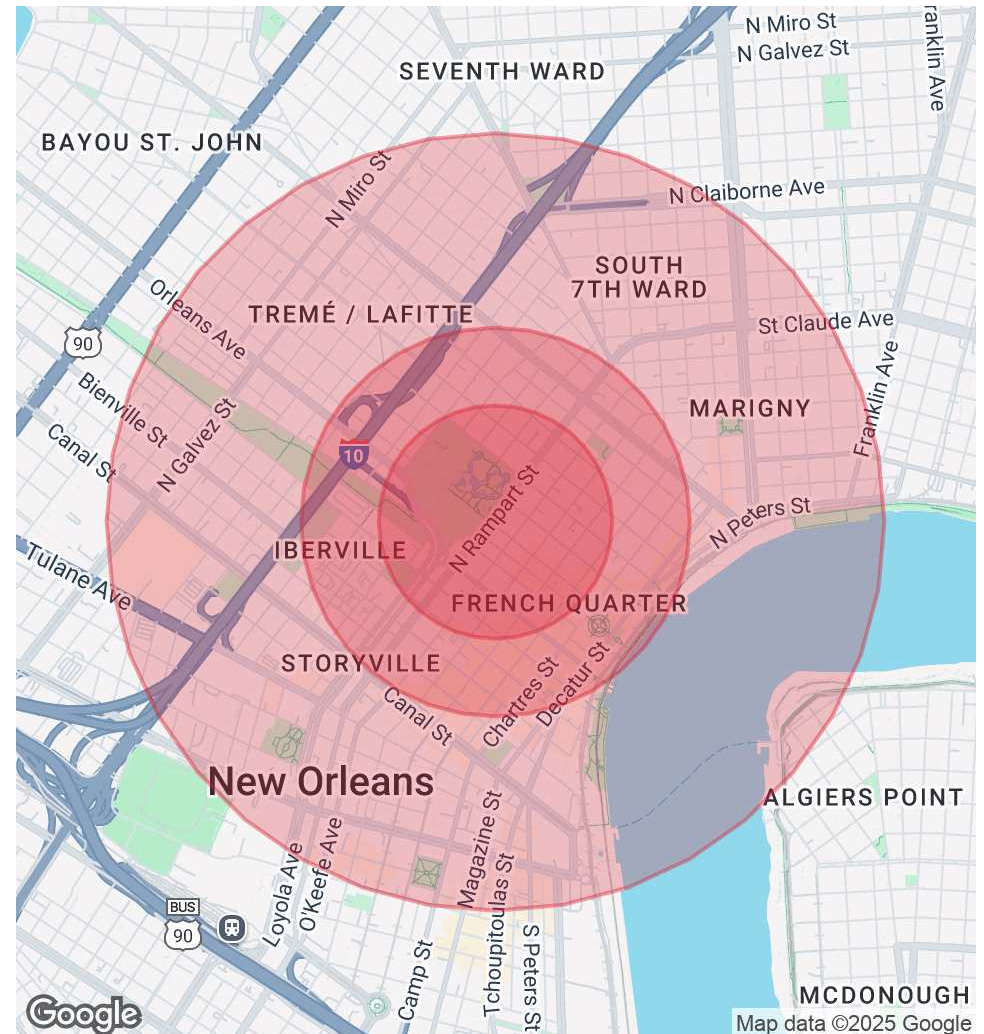 N Miro St
N Galvez St
Franklin Ave
SEVENTH WARD
BAYOU ST. JOHN
N Miro St
N Claiborne Ave
SOUTH
7TH WARD
Orleans Ave
TREMÉ / LAFITTE
St Claude Ave
90
Franklin Ave
Bienville St
N Galvez St
MARIGNY
Canal St
10
N Rampart St
N Peters St
IBERVILLE
Tulane Ave
FRENCH QUARTER
STORYVILLE
Canal St
Chartres St
Decatur St
New Orleans
ALGIERS POINT
Magazine St
Loyola Ave
O'Keefe Ave
Tchoupitoulas St
BUS
90
S Peters St
Camp St
MCDONOUGH
Google
Map data ©2025 Google